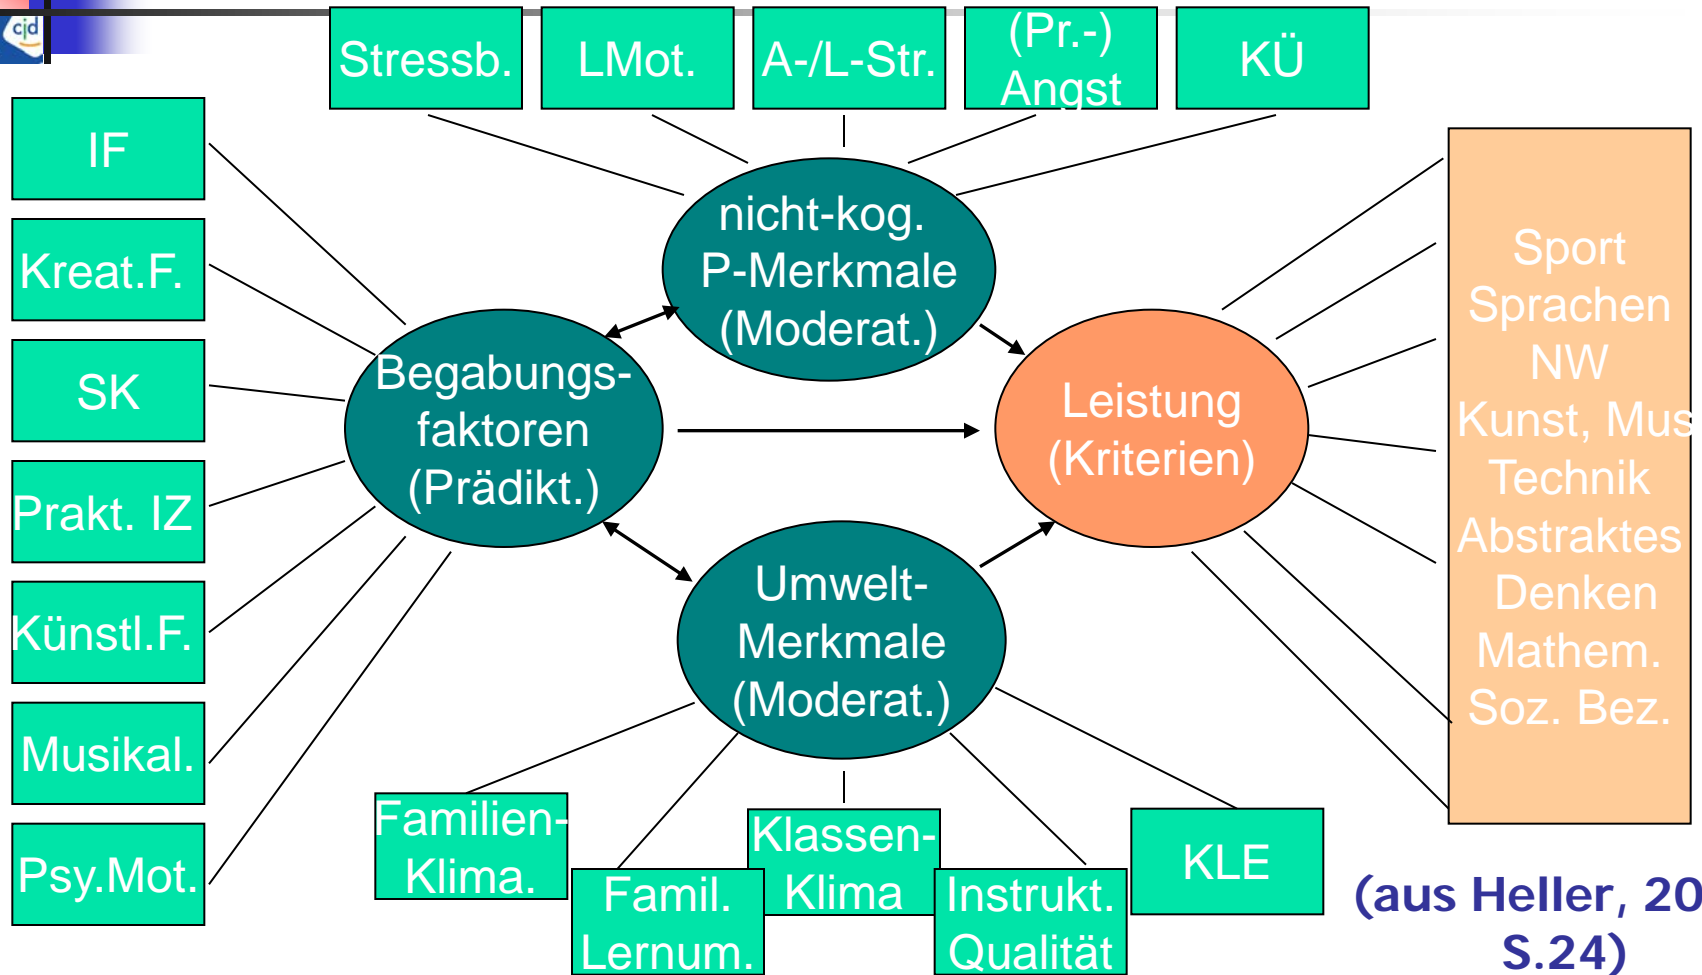 cjd
Stressb.
LMot.
A-/L-Str.
(Pr.-)
Angst
KÜ
IF
Kreat.F.
SK
Prakt. IZ
Künstl.F.
Musikal.
Psy.Mot.
nicht-kog.
P-Merkmale
(Moderat.)
Begabungs-
faktoren
(Prädikt.)
Leistung
(Kriterien)
Umwelt-
Merkmale
(Moderat.)
Sport
Sprachen
NW
Kunst, Mus
Technik
Abstraktes
Denken
Mathem.
Soz. Bez.
Familien-
Klima.
Famil.
Lernum.
Klassen-
Klima
Instrukt.
Qualität
KLE
(aus Heller, 20
S.24)